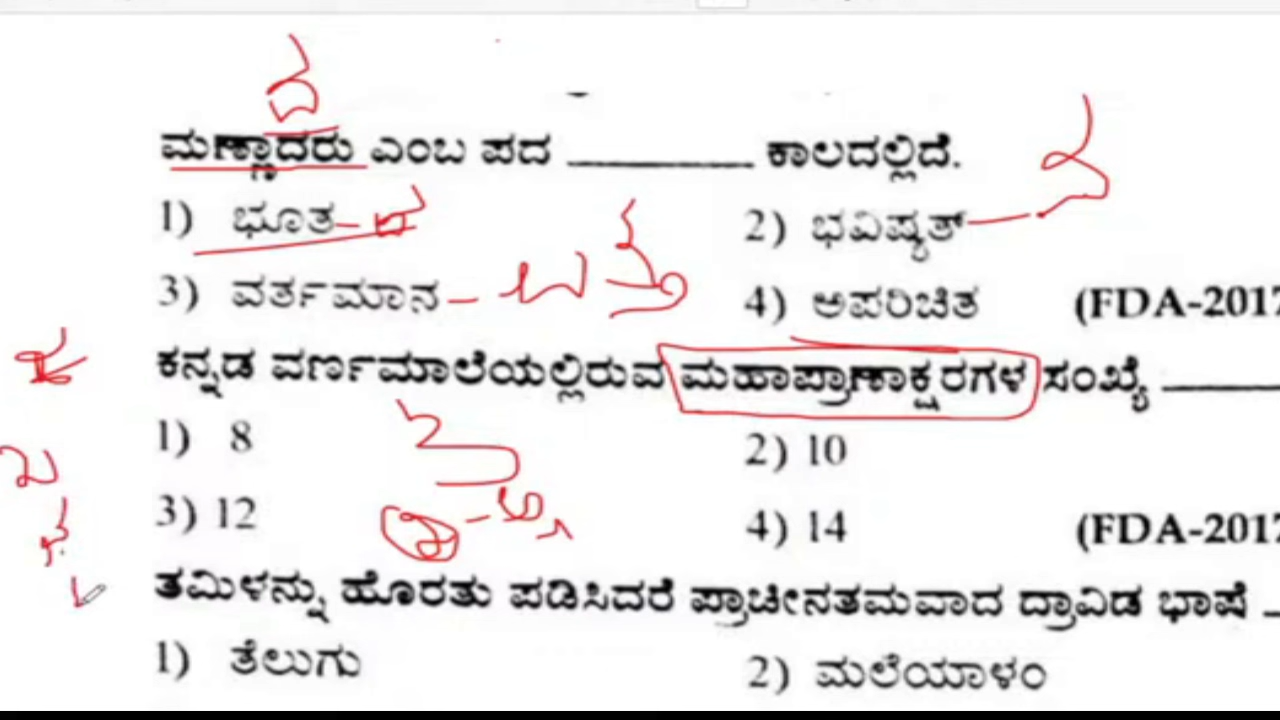 ದ
ಮಣ್ಣಾದರು ಎಂಬ ಪದ ________ ಕಾಲದಲ್ಲಿದೆ.
1) ಭೂತ – ದ
2) ಭವಿಷ್ಯತ್ – ವ
3) ವರ್ತಮಾನ –
4) ಅಪರಿಚಿತ (FDA-2017
ಕನ್ನಡ ವರ್ಣಮಾಲೆಯಲ್ಲಿರುವ ಮಹಾಪ್ರಾಣಾಕ್ಷರಗಳ ಸಂಖ್ಯೆ ________
1) 8
2) 10
3) 12
4) 14 (FDA-2017
ತಮಿಳನ್ನು ಹೊರತು ಪಡಿಸಿದರೆ ಪ್ರಾಚೀನತಮವಾದ ದ್ರಾವಿಡ ಭಾಷೆ _
1) ತೆಲುಗು
2) ಮಲೆಯಾಳಂ